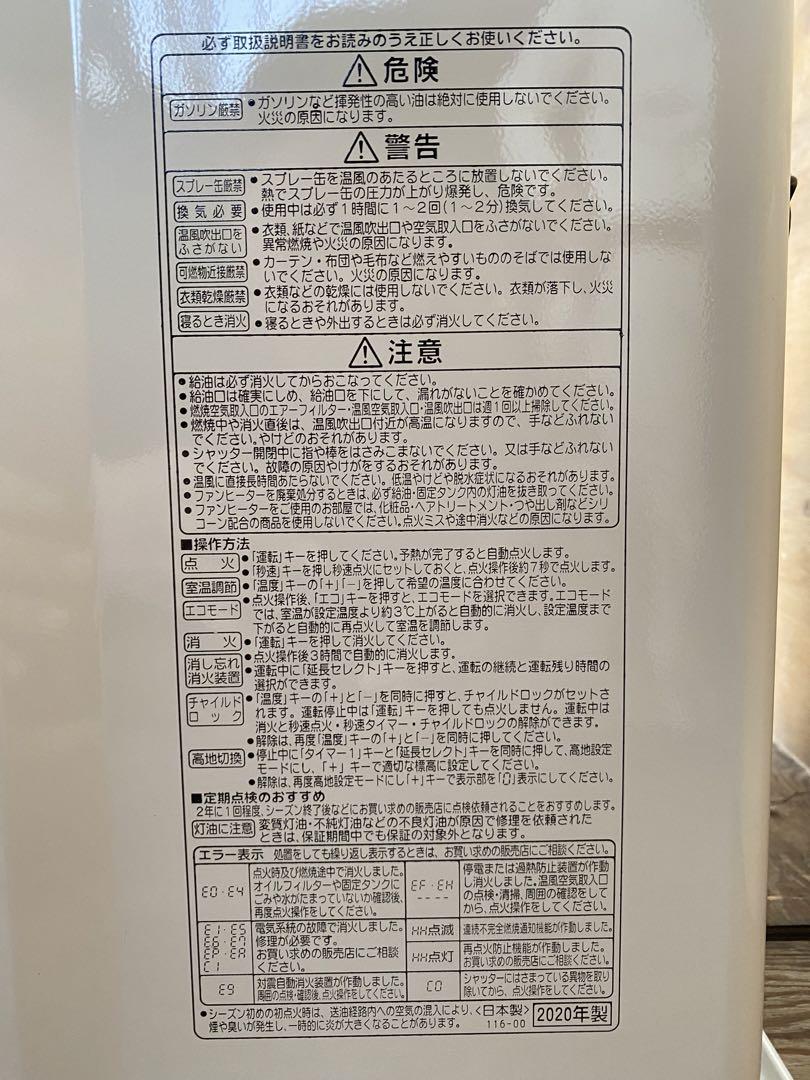 必ず取扱説明書をお読みのうえ正しくお使いください。
⚠危険
ガソリン厳禁 ●ガソリンなど揮発性の高い油は絶対に使用しないでください。
火災の原因になります。
⚠警告
スプレー缶厳禁 ●スプレー缶を温風のあたるところに放置しないでください。
熱でスプレー缶の圧力が上がり爆発し、危険です。
換気必要 ●使用中は必ず1時間に1〜2回(1〜2分)換気してください。
温風吹出口をふさがない ●衣類、紙などで温風吹出口や空気取入口をふさがないでください。
異常燃焼や火災の原因になります。
可燃物近接厳禁 ●カーテン・布団や毛布など燃えやすいもののそばでは使用しな
いでください。火災の原因になります。
衣類乾燥厳禁 ●衣類などの乾燥には使用しないでください。衣類が落下し、火災
になるおそれがあります。
寝るとき消火 ●寝るときや外出するときは必ず消火してください。
⚠注意
●給油は必ず消火してからおこなってください。
●給油口は確実にしめ、給油口を下にして、漏れがないことを確かめてください。
●燃焼空気取入口のエアーフィルター・温風空気取入口・温風吹出口は週1回以上掃除してください。
●燃焼中や消火直後は、温風吹出口付近が高温になりますので、手などふれない
でください。やけどのおそれがあります。
●シャッター開閉中に指や棒をはさみこまないでください。又は手などふれない
でください。故障の原因やけがをするおそれがあります。
●温風に直接長時間あたらないでください。低温やけどや脱水症状になるおそれがあります。
●ファンヒーターを廃棄処分するときは、必ず給油・固定タンク内の灯油を抜き取ってください。
●ファンヒーターをご使用のお部屋では、化粧品・ヘアトリートメント・つや出し剤などシリ
コーン配合の商品を使用しないでください。点火ミスや途中消火などの原因になります。
■操作方法
点火 ●「運転」キーを押してください。予熱が完了すると自動点火します。
●「秒速」キーを押し秒速点火にセットしておくと、点火操作後約7秒で点火します。
室温調節 ●「温度」キーの「+」「−」を押して希望の温度に合わせてください。
エコモード ●点火操作後、「エコ」キーを押すと、エコモードを選択できます。エコモード
では、室温が設定温度より約3℃上がると自動的に消火し、設定温度まで
下がると自動的に再点火して室温を調節します。
消火 ●「運転」キーを押して消火してください。
消し忘れ消火装置 ●点火操作後3時間で自動的に消火します。
●運転中に「延長セレクト」キーを押すと、運転の継続と運転残り時間の
選択ができます。
チャイルドロック ●「温度」キーの「+」と「−」を同時に押すと、チャイルドロックがセットさ
れます。運転停止中は「運転」キーを押しても点火しません。運転中は
消火と秒速点火・秒速タイマー・チャイルドロックの解除ができます。
●解除は、再度「温度」キーの「+」と「−」を同時に押してください。
高地切換 ●停止中に「タイマー1」キーと「延長セレクト」キーを同時に押して、高地設定
モードにし、「+」キーで適切な標高に設定してください。
●解除は、再度高地設定モードにし「+」キーで表示部を「0」表示にしてください。
■定期点検のおすすめ
2年に1回程度、シーズン終了後などにお買い求めの販売店に点検依頼されることをおすすめします。
灯油に注意 変質灯油・不純灯油などの不良灯油が原因で修理を依頼された
ときは、保証期間中でも保証の対象外となります。
エラー表示 処置をしても繰り返し表示するときは、お買い求めの販売店にご相談ください。
E0・E4 点火時及び燃焼途中で消火しました。
オイルフィルターや固定タンクに
ごみや水がたまっていないか確認後、
再度点火操作をしてください。
EF・EH
----
停電または過熱防止装置が作動
し消火しました。温風空気取入口
の点検・清掃、周囲の確認をして
から、点火操作をしてください。
E1・E5
E6・E7
EP・EA
C1
電気系統の故障で消火しました。
修理が必要です。
お買い求めの販売店にご相談
ください。
HH点滅 連続不完全燃焼通知機能が作動しました。
HH点灯 再点火防止機能が作動しました。
お買い求めの販売店にご相談ください。
E9 対震自動消火装置が作動しました。
周囲の点検・確認後、点火操作をしてください。
C0 シャッターにはさまっている異物を取り
除いてから、点火操作をしてください。
●シーズン初めの初点火時は、送油経路内への空気の混入により、
煙や臭いが発生し、一時的に炎が大きくなることがあります。
<日本製>
116-00
2020年製